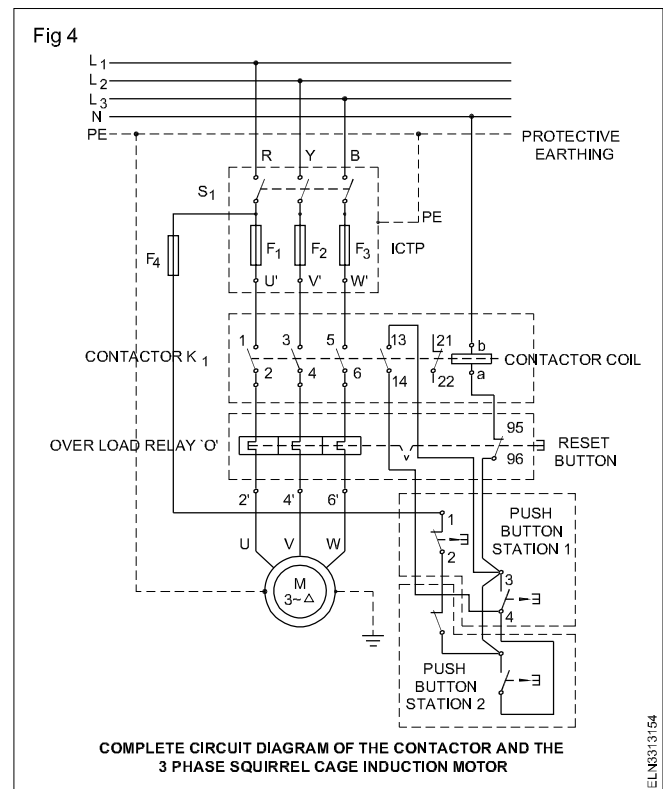 Fig 4
L1
L2
L3
N
PE
PROTECTIVE
EARTHING
R Y B
S1
PE
F4
F1 F2 F3 ICTP
U' V' W'
1 3 5 13 21 b
CONTACTOR K1
CONTACTOR COIL
2 4 6 14 22 a
95
OVER LOAD RELAY `O'
RESET
BUTTON
96
2' 4' 6'
1
PUSH
BUTTON
STATION 1
2
U V W
3
M
3~ Δ
4
PUSH
BUTTON
STATION 2
COMPLETE CIRCUIT DIAGRAM OF THE CONTACTOR AND THE
3 PHASE SQUIRREL CAGE INDUCTION MOTOR
ELN3313154